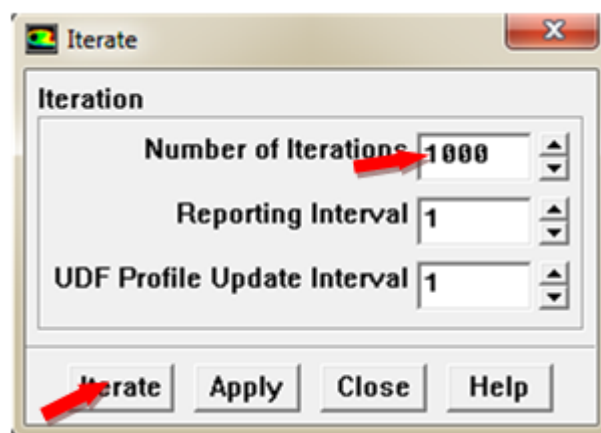 Iterate
Iteration
Number of Iterations 1000
Reporting Interval 1
UDF Profile Update Interval 1
Iterate Apply Close Help